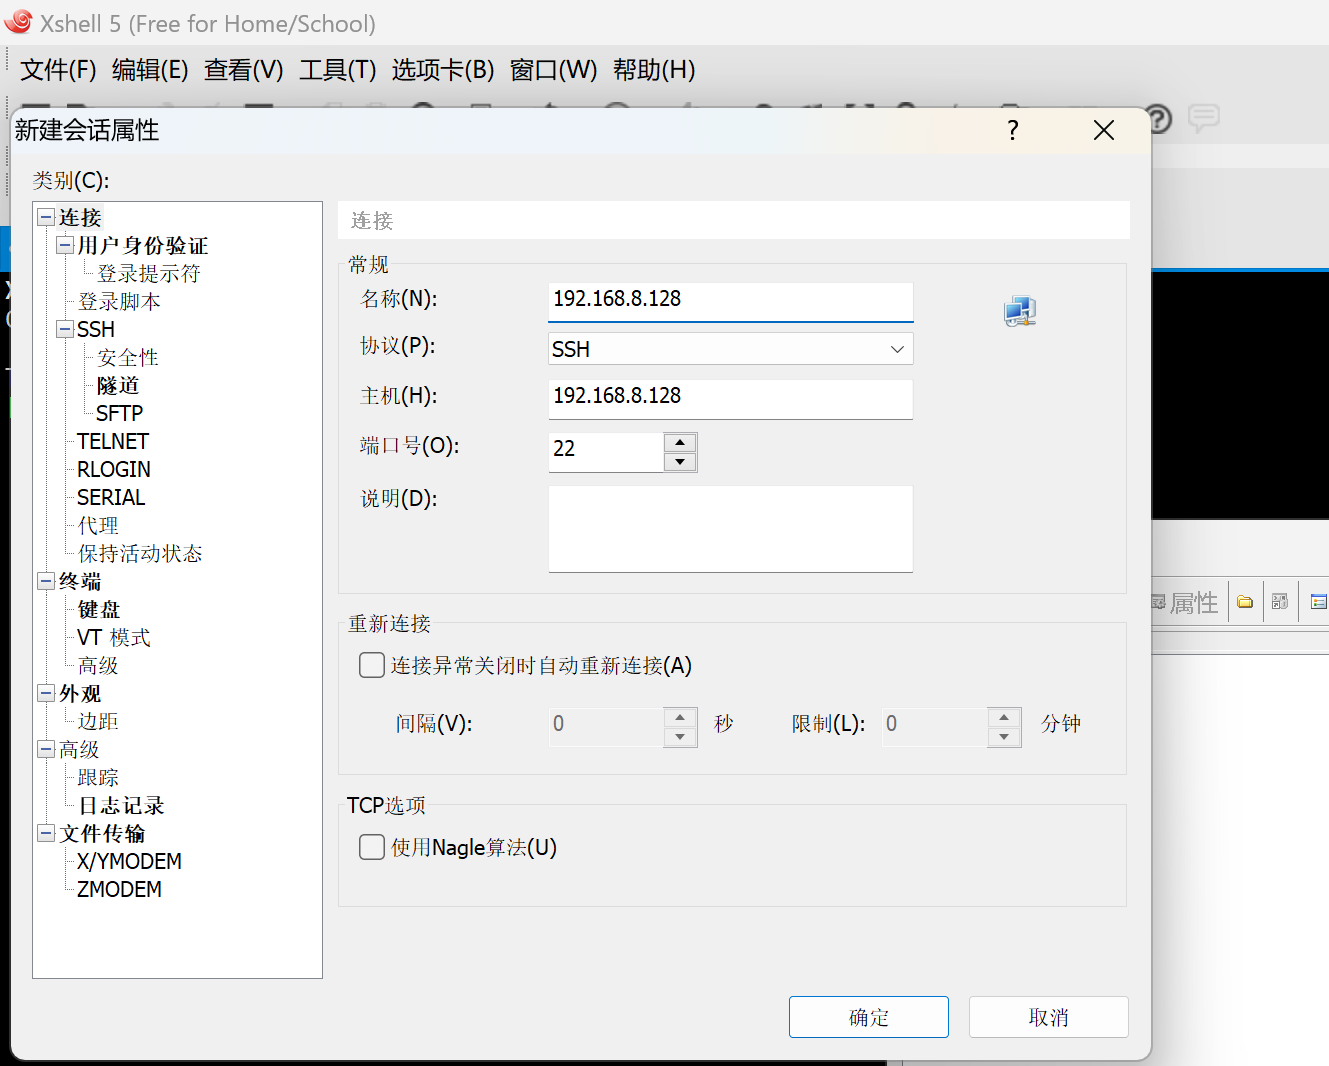 Xshell 5 (Free for Home/School)
文件(F) 编辑(E) 查看(V) 工具(T) 选项卡(B) 窗口(W) 帮助(H)
新建会话属性
类别(C):
连接
用户身份验证
登录提示符
登录脚本
SSH
安全性
隧道
SFTP
TELNET
RLOGIN
SERIAL
代理
保持活动状态
终端
键盘
VT 模式
高级
外观
边距
高级
跟踪
日志记录
文件传输
X/YMODEM
ZMODEM
连接
常规
名称(N): 192.168.8.128
协议(P): SSH
主机(H): 192.168.8.128
端口号(O): 22
说明(D):
重新连接
连接异常关闭时自动重新连接(A)
间隔(V): 0 秒 限制(L): 0 分钟
TCP选项
使用Nagle算法(U)
确定 取消
属性